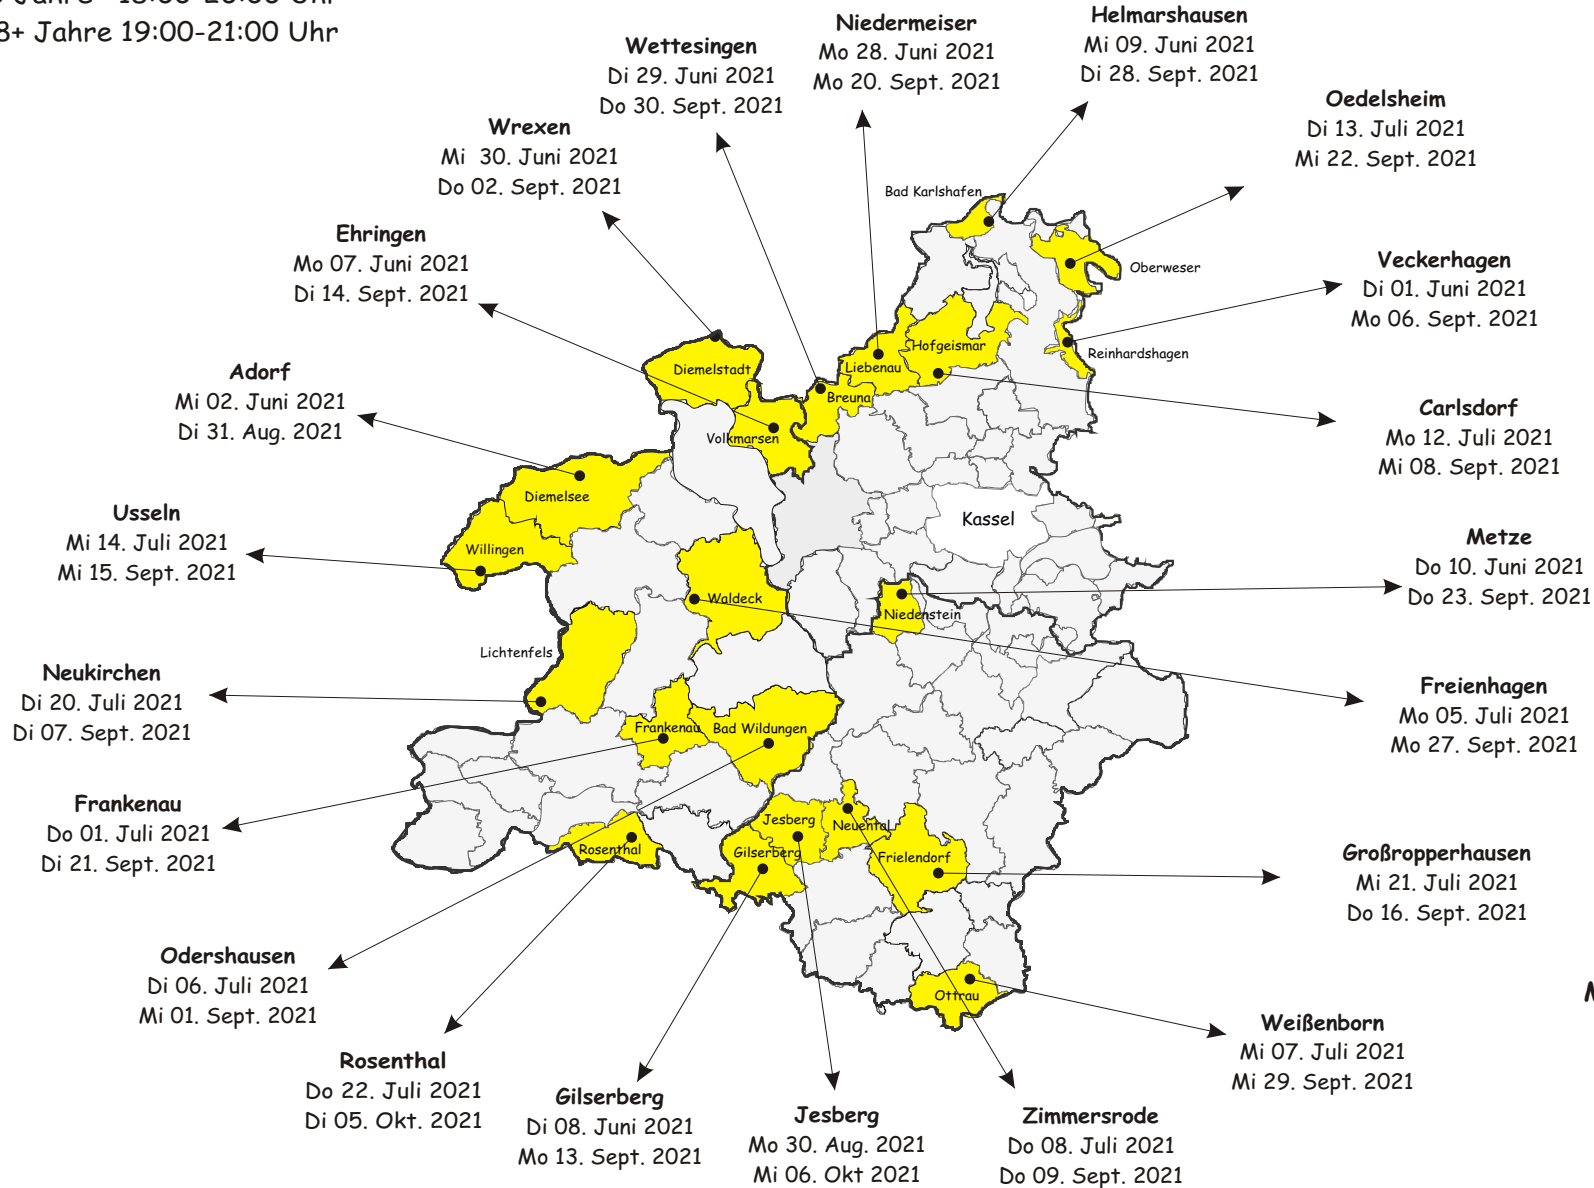 Jahre 15:00-20:00 Uhr
8+ Jahre 19:00-21:00 Uhr
Niedermeiser
Mo 28. Juni 2021
Mo 20. Sept. 2021
Helmarshausen
Mi 09. Juni 2021
Di 28. Sept. 2021
Wettesingen
Di 29. Juni 2021
Do 30. Sept. 2021
Oedelsheim
Di 13. Juli 2021
Mi 22. Sept. 2021
Wrexen
Mi 30. Juni 2021
Do 02. Sept. 2021
Ehringen
Mo 07. Juni 2021
Di 14. Sept. 2021
Veckerhagen
Di 01. Juni 2021
Mo 06. Sept. 2021
Adorf
Mi 02. Juni 2021
Di 31. Aug. 2021
Carlsdorf
Mo 12. Juli 2021
Mi 08. Sept. 2021
Usseln
Mi 14. Juli 2021
Mi 15. Sept. 2021
Metze
Do 10. Juni 2021
Do 23. Sept. 2021
Neukirchen
Di 20. Juli 2021
Di 07. Sept. 2021
Freienhagen
Mo 05. Juli 2021
Mo 27. Sept. 2021
Frankenau
Do 01. Juli 2021
Di 21. Sept. 2021
Großropperhausen
Mi 21. Juli 2021
Do 16. Sept. 2021
Odershausen
Di 06. Juli 2021
Mi 01. Sept. 2021
Weißenborn
Mi 07. Juli 2021
Mi 29. Sept. 2021
Rosenthal
Do 22. Juli 2021
Di 05. Okt. 2021
Gilserberg
Di 08. Juni 2021
Mo 13. Sept. 2021
Jesberg
Mo 30. Aug. 2021
Mi 06. Okt 2021
Zimmersrode
Do 08. Juli 2021
Do 09. Sept. 2021
Bad Karlshafen
Oberweser
Reinhardshagen
Hofgeismar
Liebenau
Breuna
Diemelstadt
Volkmarsen
Diemelsee
Willingen
Kassel
Waldeck
Niedenstein
Lichtenfels
Frankenau
Bad Wildungen
Jesberg
Neuental
Rosenthal
Gilserberg
Frielendorf
Ottrau